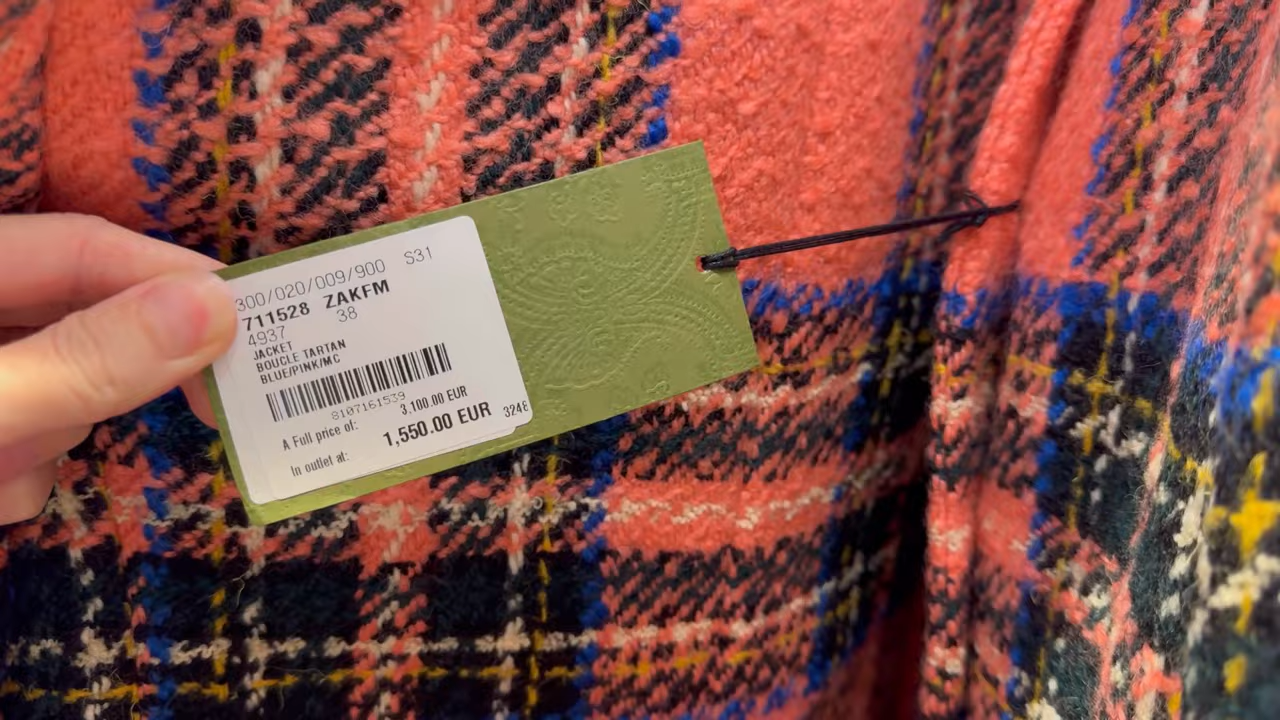 300/020/009/900 S31
711528 ZAKFM
4937 38
JACKET
BOUCLE TARTAN
BLUE/PINK/MC
8107161539
A Full price of: 3,100.00 EUR
In outlet at: 1,550.00 EUR 3248